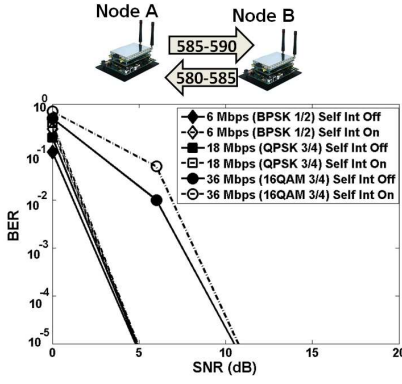 Node A
Node B
585-590
580-585
10^0
10^-1
10^-2
10^-3
10^-4
10^-5
BER
6 Mbps (BPSK 1/2) Self Int Off
6 Mbps (BPSK 1/2) Self Int On
18 Mbps (QPSK 3/4) Self Int Off
18 Mbps (QPSK 3/4) Self Int On
36 Mbps (16QAM 3/4) Self Int Off
36 Mbps (16QAM 3/4) Self Int On
0
5
10
15
20
SNR (dB)